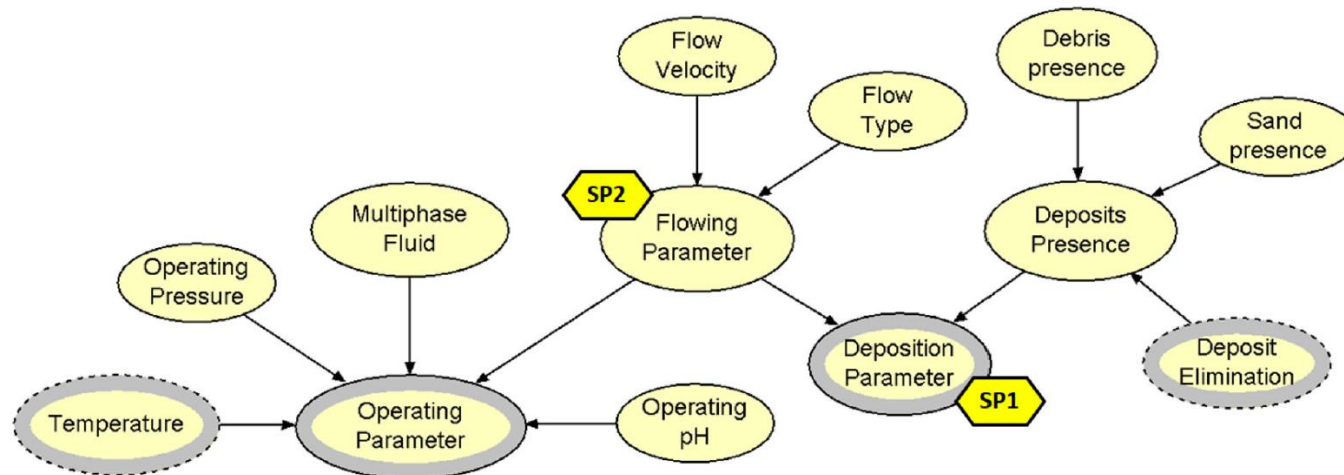 Flow
Velocity
Debris
presence
Flow
Type
Sand
presence
SP2
Multiphase
Fluid
Flowing
Parameter
Deposits
Presence
Operating
Pressure
Deposition
Parameter
Deposit
Elimination
SP1
Temperature
Operating
Parameter
Operating
pH